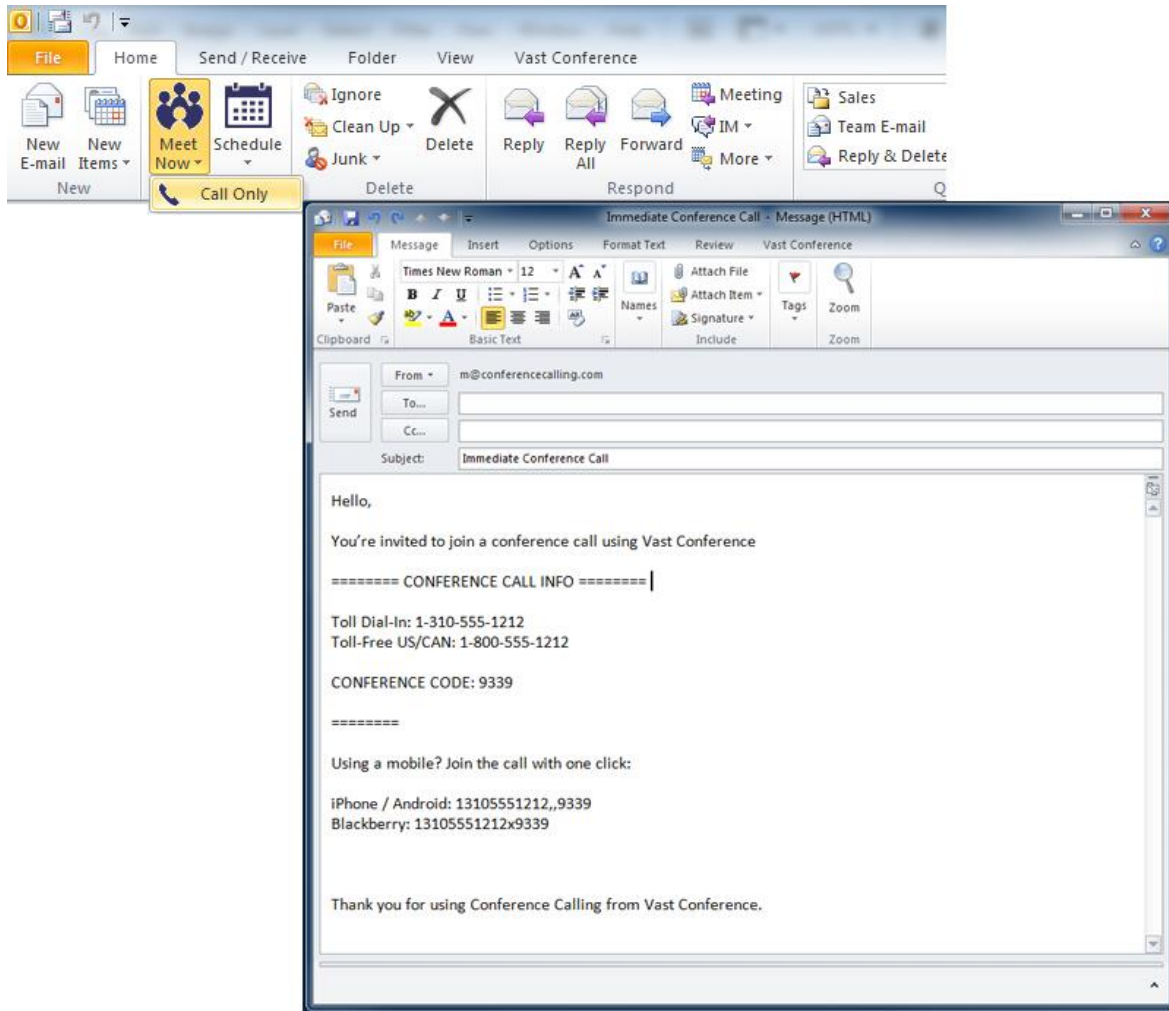 File Home Send / Receive Folder View Vast Conference
New E-mail
New Items
New
Meet Now
Schedule
Call Only
Ignore
Clean Up
Junk
Delete
Delete
Reply
Reply All
Forward
Meeting
IM
More
Respond
Sales
Team E-mail
Reply & Delete
Q
Immediate Conference Call - Message (HTML)
File Message Insert Options Format Text Review Vast Conference
Paste
Clipboard
Times New Roman 12 A A
B I U
Basic Text
Names
Attach File
Attach Item
Signature
Include
Tags
Zoom
Zoom
Send
From m@conferencecalling.com
To...
Cc...
Subject: Immediate Conference Call
Hello,
You're invited to join a conference call using Vast Conference
======== CONFERENCE CALL INFO ========
Toll Dial-In: 1-310-555-1212
Toll-Free US/CAN: 1-800-555-1212
CONFERENCE CODE: 9339
========
Using a mobile? Join the call with one click:
iPhone / Android: 13105551212,,9339
Blackberry: 13105551212x9339
Thank you for using Conference Calling from Vast Conference.